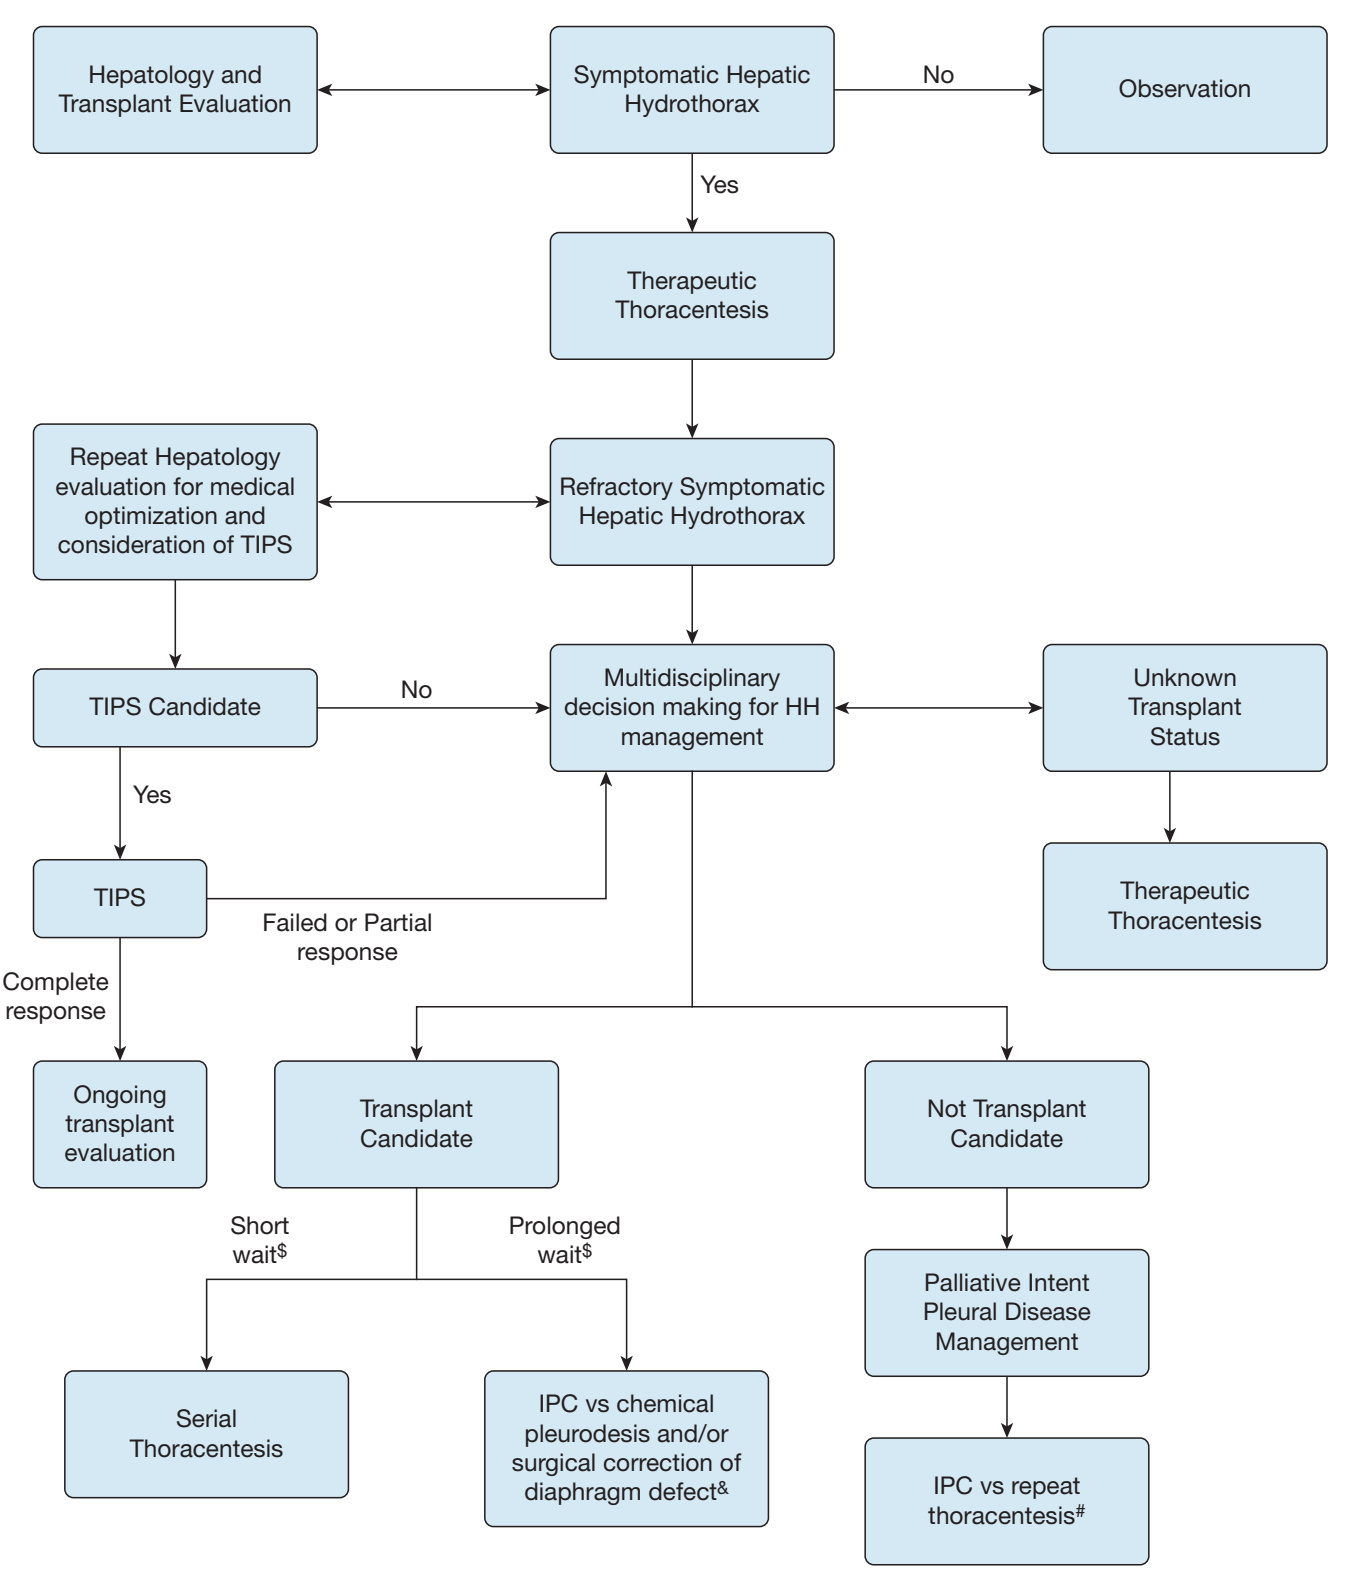 Hepatology and
Transplant Evaluation
Symptomatic Hepatic
Hydrothorax
No
Observation
Yes
Therapeutic
Thoracentesis
Repeat Hepatology
evaluation for medical
optimization and
consideration of TIPS
Refractory Symptomatic
Hepatic Hydrothorax
TIPS Candidate
No
Multidisciplinary
decision making for HH
management
Unknown
Transplant
Status
Yes
TIPS
Failed or Partial
response
Therapeutic
Thoracentesis
Complete
response
Ongoing
transplant
evaluation
Transplant
Candidate
Not Transplant
Candidate
Short
wait$
Prolonged
wait$
Palliative Intent
Pleural Disease
Management
Serial
Thoracentesis
IPC vs chemical
pleurodesis and/or
surgical correction of
diaphragm defect&
IPC vs repeat
thoracentesis#